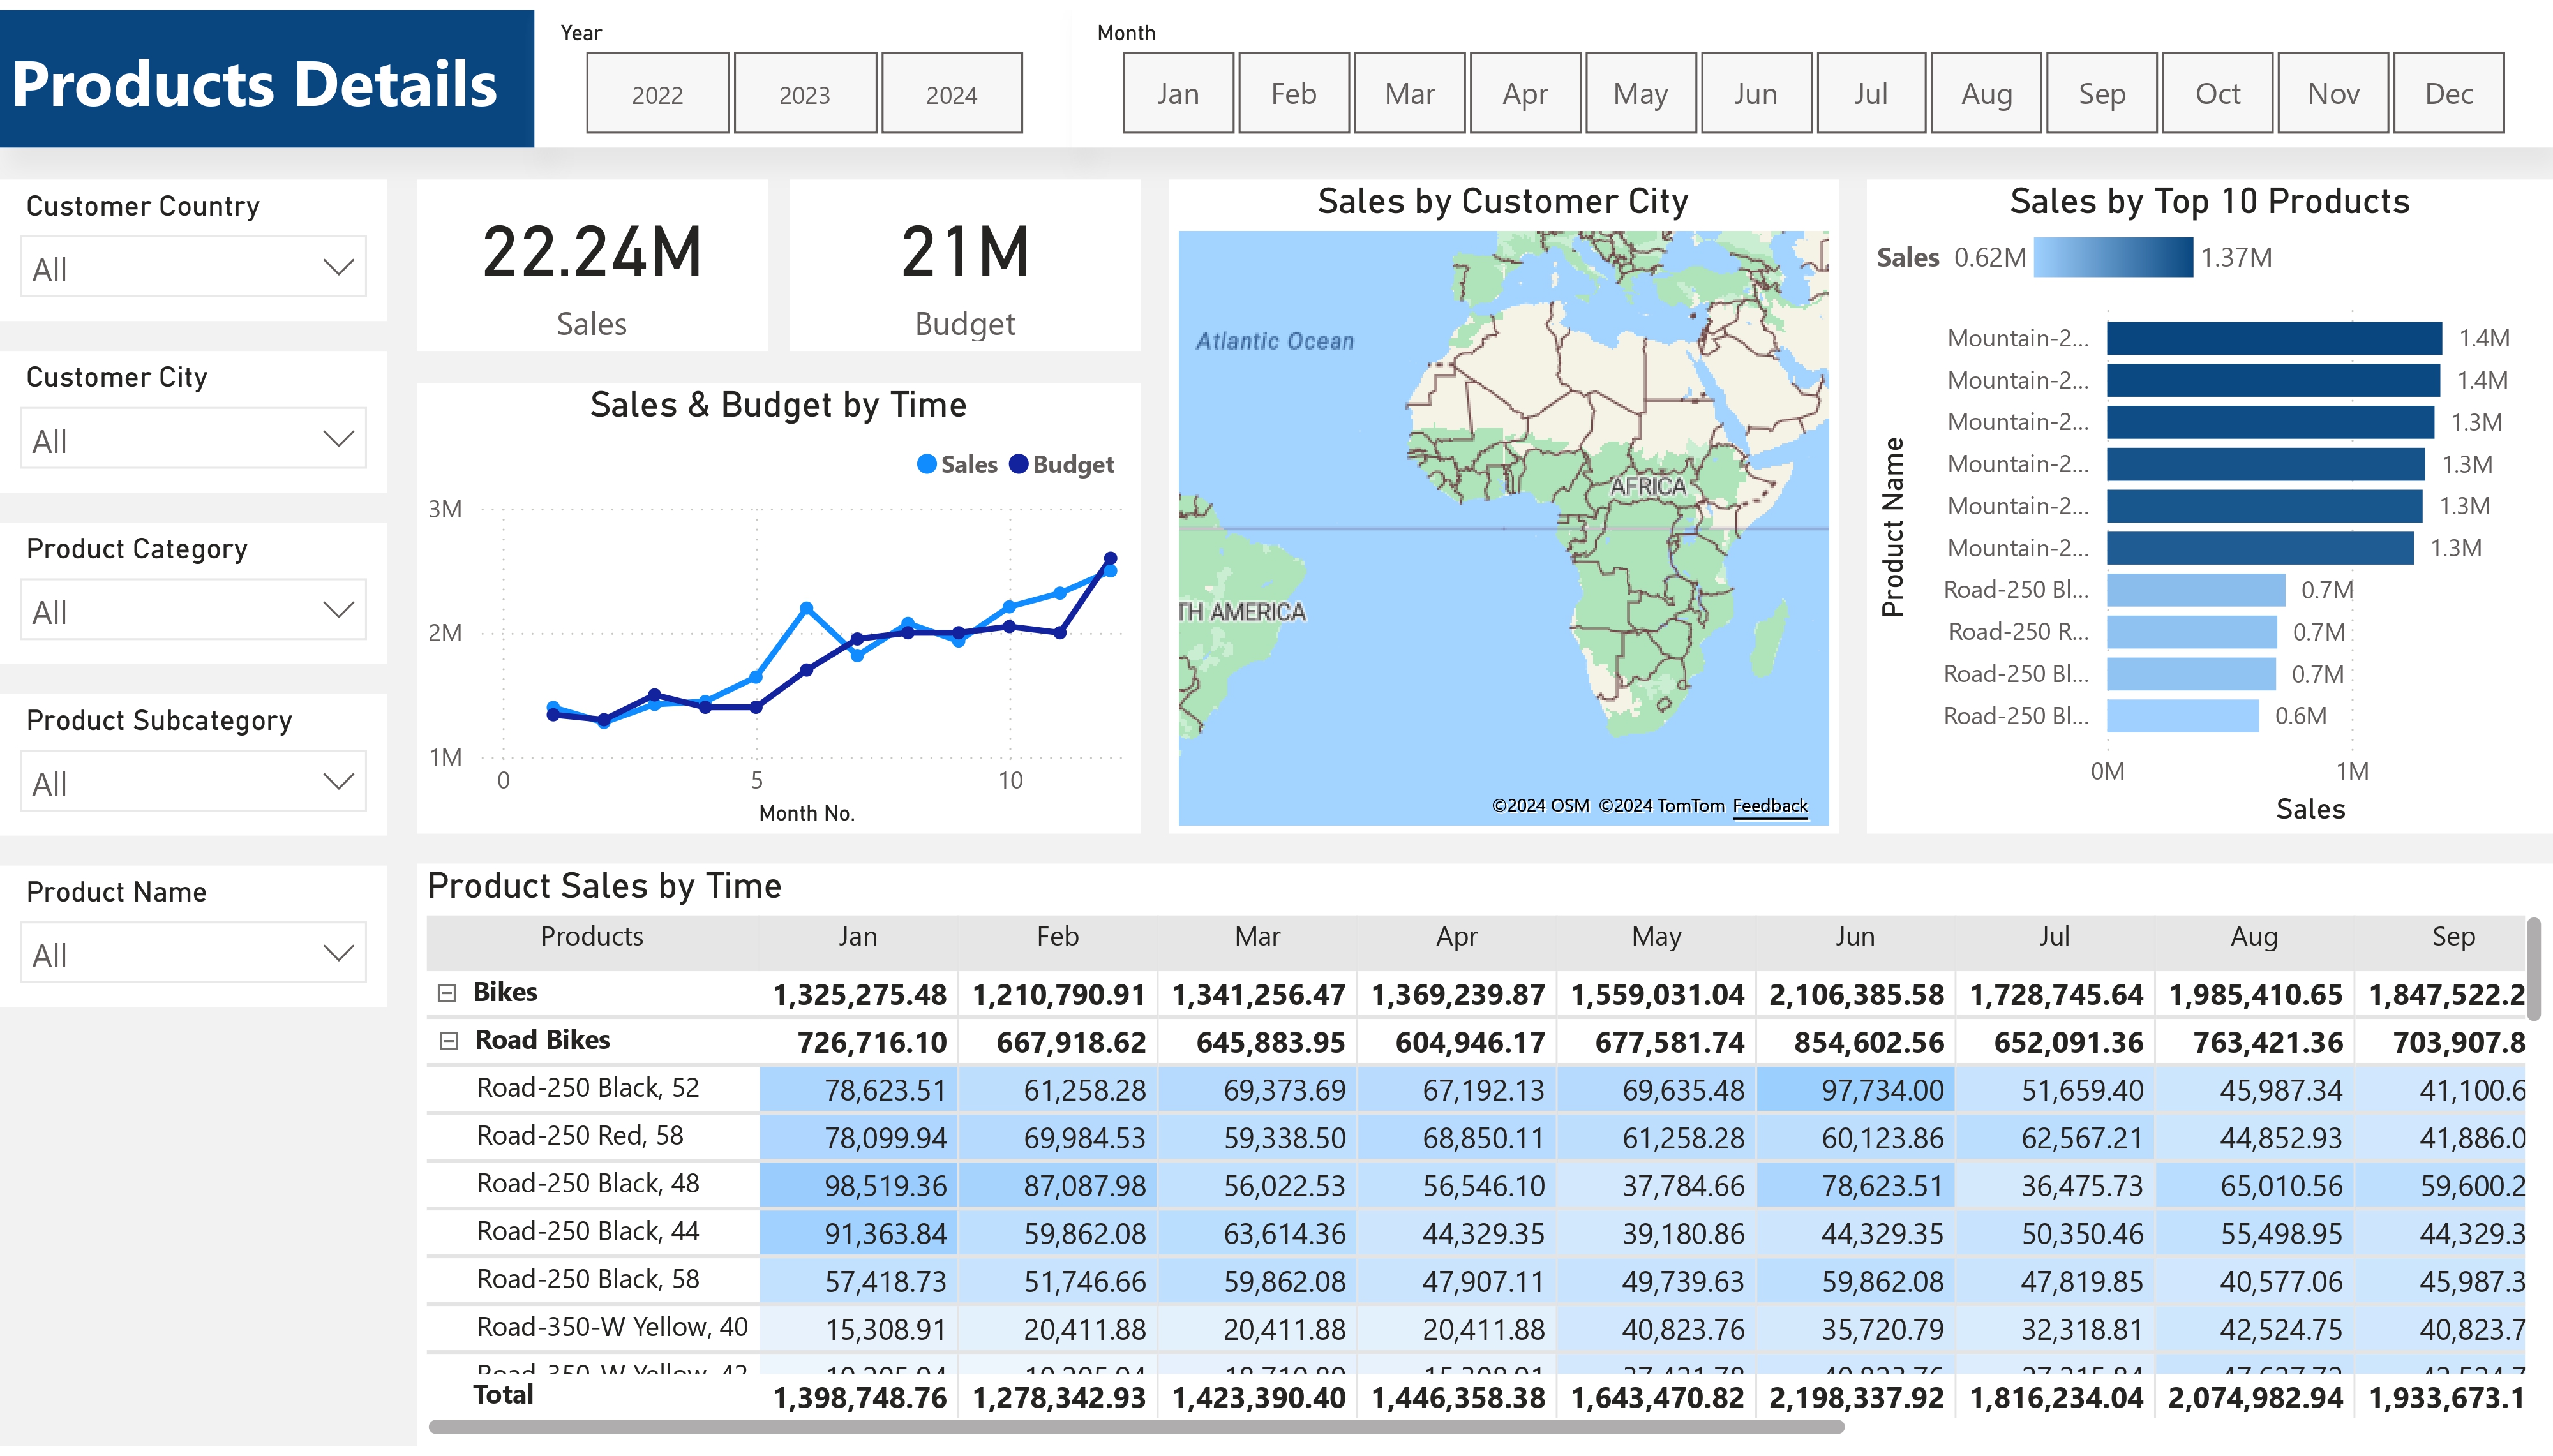 Products Details
Year
2022 2023 2024
Month
Jan Feb Mar Apr May Jun Jul Aug Sep Oct Nov Dec
Customer Country
All
Customer City
All
Product Category
All
Product Subcategory
All
Product Name
All
22.24M
Sales
21M
Budget
Sales & Budget by Time
Sales Budget
3M
2M
1M
0 5 10
Month No.
Sales by Customer City
Atlantic Ocean
AFRICA
TH AMERICA
©2024 OSM ©2024 TomTom Feedback
Sales by Top 10 Products
Sales 0.62M 1.37M
Product Name
Mountain-2... 1.4M
Mountain-2... 1.4M
Mountain-2... 1.3M
Mountain-2... 1.3M
Mountain-2... 1.3M
Mountain-2... 1.3M
Road-250 Bl... 0.7M
Road-250 R... 0.7M
Road-250 Bl... 0.7M
Road-250 Bl... 0.6M
0M 1M
Sales
Product Sales by Time
Products Jan Feb Mar Apr May Jun Jul Aug Sep
Bikes 1,325,275.48 1,210,790.91 1,341,256.47 1,369,239.87 1,559,031.04 2,106,385.58 1,728,745.64 1,985,410.65 1,847,522.2
Road Bikes 726,716.10 667,918.62 645,883.95 604,946.17 677,581.74 854,602.56 652,091.36 763,421.36 703,907.8
Road-250 Black, 52 78,623.51 61,258.28 69,373.69 67,192.13 69,635.48 97,734.00 51,659.40 45,987.34 41,100.6
Road-250 Red, 58 78,099.94 69,984.53 59,338.50 68,850.11 61,258.28 60,123.86 62,567.21 44,852.93 41,886.0
Road-250 Black, 48 98,519.36 87,087.98 56,022.53 56,546.10 37,784.66 78,623.51 36,475.73 65,010.56 59,600.2
Road-250 Black, 44 91,363.84 59,862.08 63,614.36 44,329.35 39,180.86 44,329.35 50,350.46 55,498.95 44,329.3
Road-250 Black, 58 57,418.73 51,746.66 59,862.08 47,907.11 49,739.63 59,862.08 47,819.85 40,577.06 45,987.3
Road-350-W Yellow, 40 15,308.91 20,411.88 20,411.88 20,411.88 40,823.76 35,720.79 32,318.81 42,524.75 40,823.7
Road-350-W Yellow, 42
Total 1,398,748.76 1,278,342.93 1,423,390.40 1,446,358.38 1,643,470.82 2,198,337.92 1,816,234.04 2,074,982.94 1,933,673.1